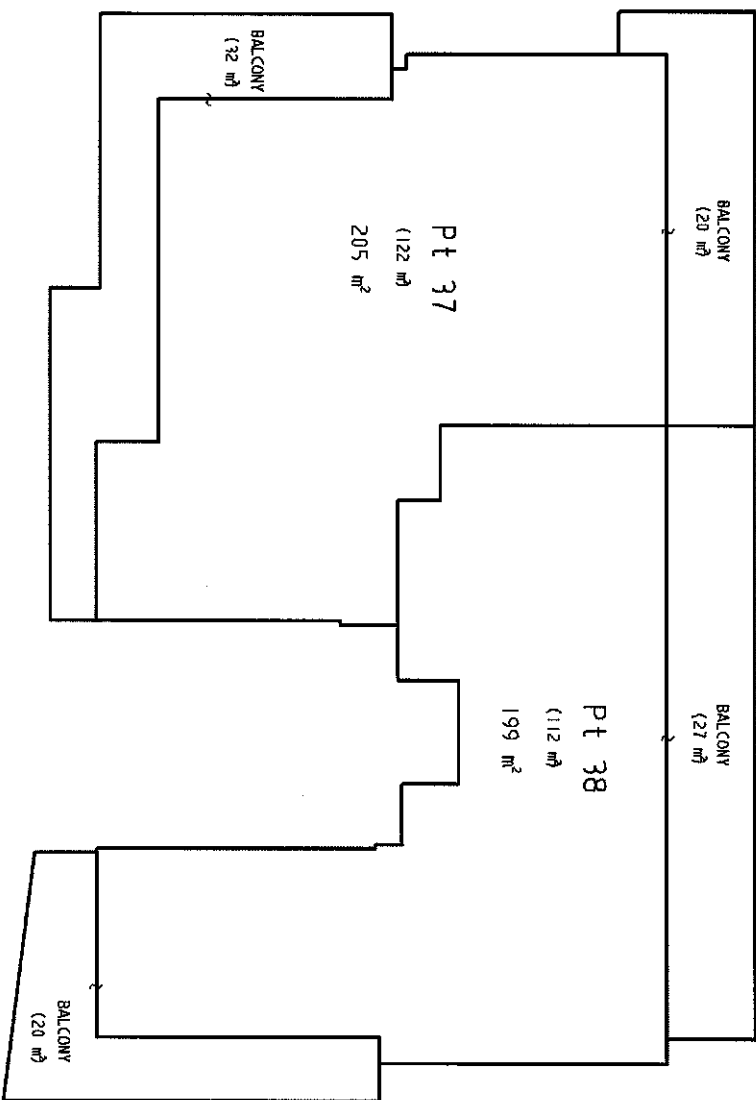 BALCONY
(20 m²)
BALCONY
(27 m²)
Pt 37
(122 m²)
205 m²
Pt 38
(112 m²)
199 m²
BALCONY
(32 m²)
BALCONY
(20 m²)